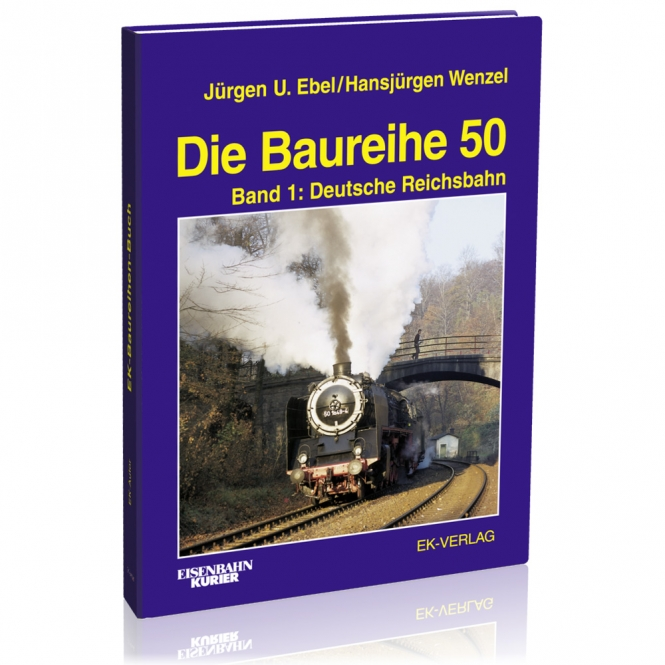 Jürgen U. Ebel/Hansjürgen Wenzel
Die Baureihe 50
Band 1: Deutsche Reichsbahn
EK-VERLAG
EISENBAHN
KURIER
EK-Baureihen-Buch